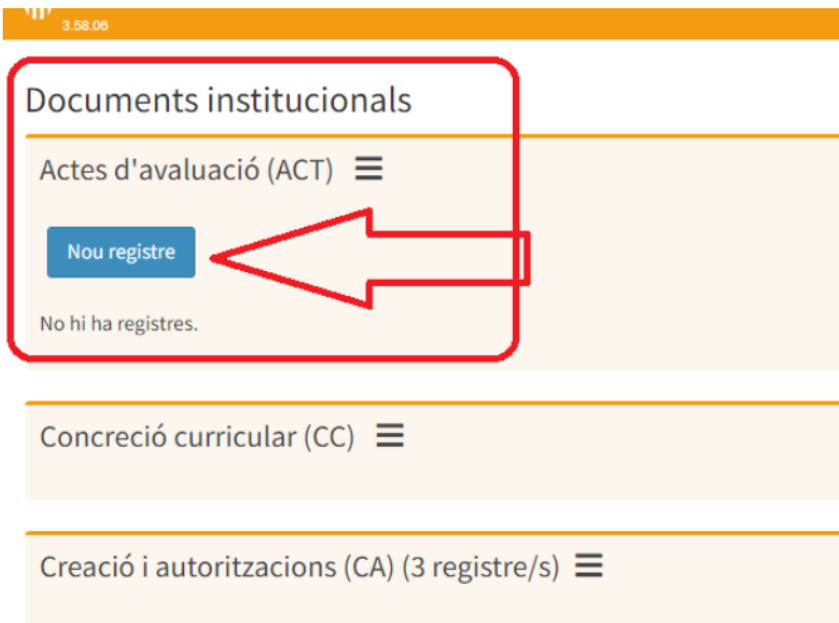 3.58.06
Documents institucionals
Actes d'avaluació (ACT)
Nou registre
No hi ha registres.
Concreció curricular (CC)
Creació i autoritzacions (CA) (3 registre/s)